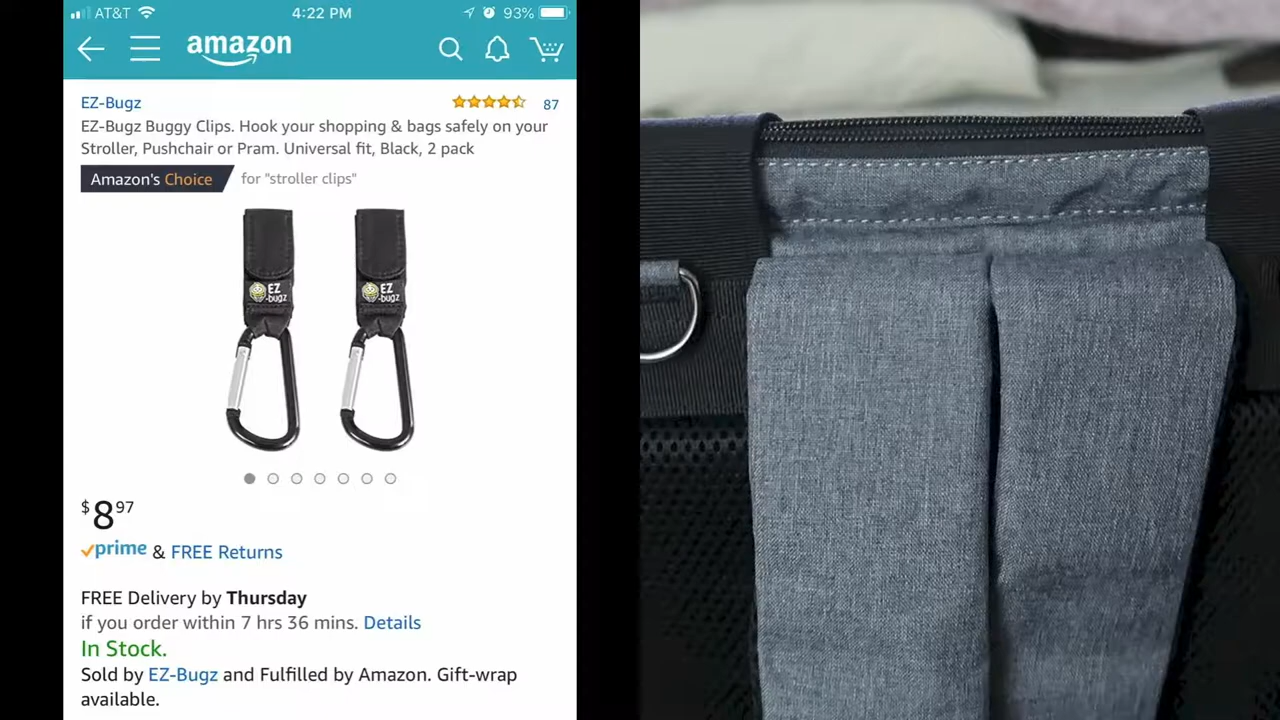 AT&T 4:22 PM 93%
amazon
EZ-Bugz 87
EZ-Bugz Buggy Clips. Hook your shopping & bags safely on your
Stroller, Pushchair or Pram. Universal fit, Black, 2 pack
Amazon's Choice for "stroller clips"
EZ
-bugz
EZ
-bugz
$8 97
prime & FREE Returns
FREE Delivery by Thursday
if you order within 7 hrs 36 mins. Details
In Stock.
Sold by EZ-Bugz and Fulfilled by Amazon. Gift-wrap
available.